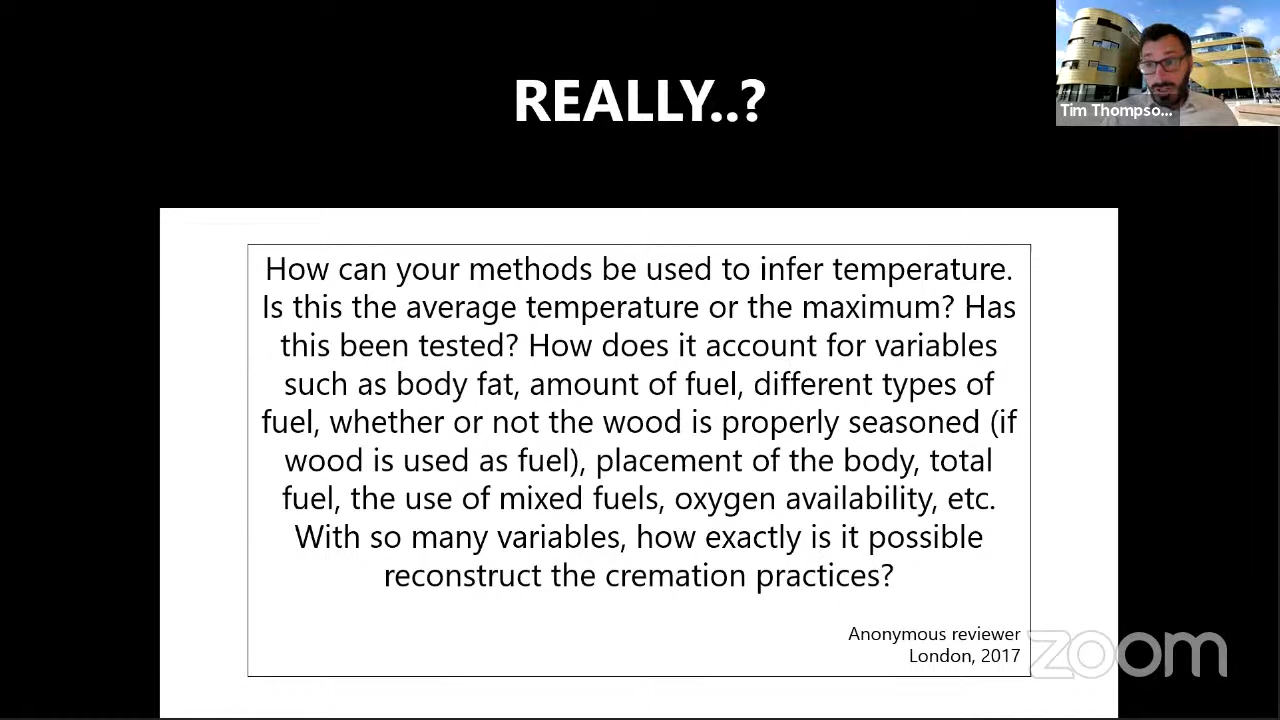 REALLY..?
Tim Thompso...
How can your methods be used to infer temperature.
Is this the average temperature or the maximum? Has
this been tested? How does it account for variables
such as body fat, amount of fuel, different types of
fuel, whether or not the wood is properly seasoned (if
wood is used as fuel), placement of the body, total
fuel, the use of mixed fuels, oxygen availability, etc.
With so many variables, how exactly is it possible
reconstruct the cremation practices?
Anonymous reviewer
London, 2017
zoom